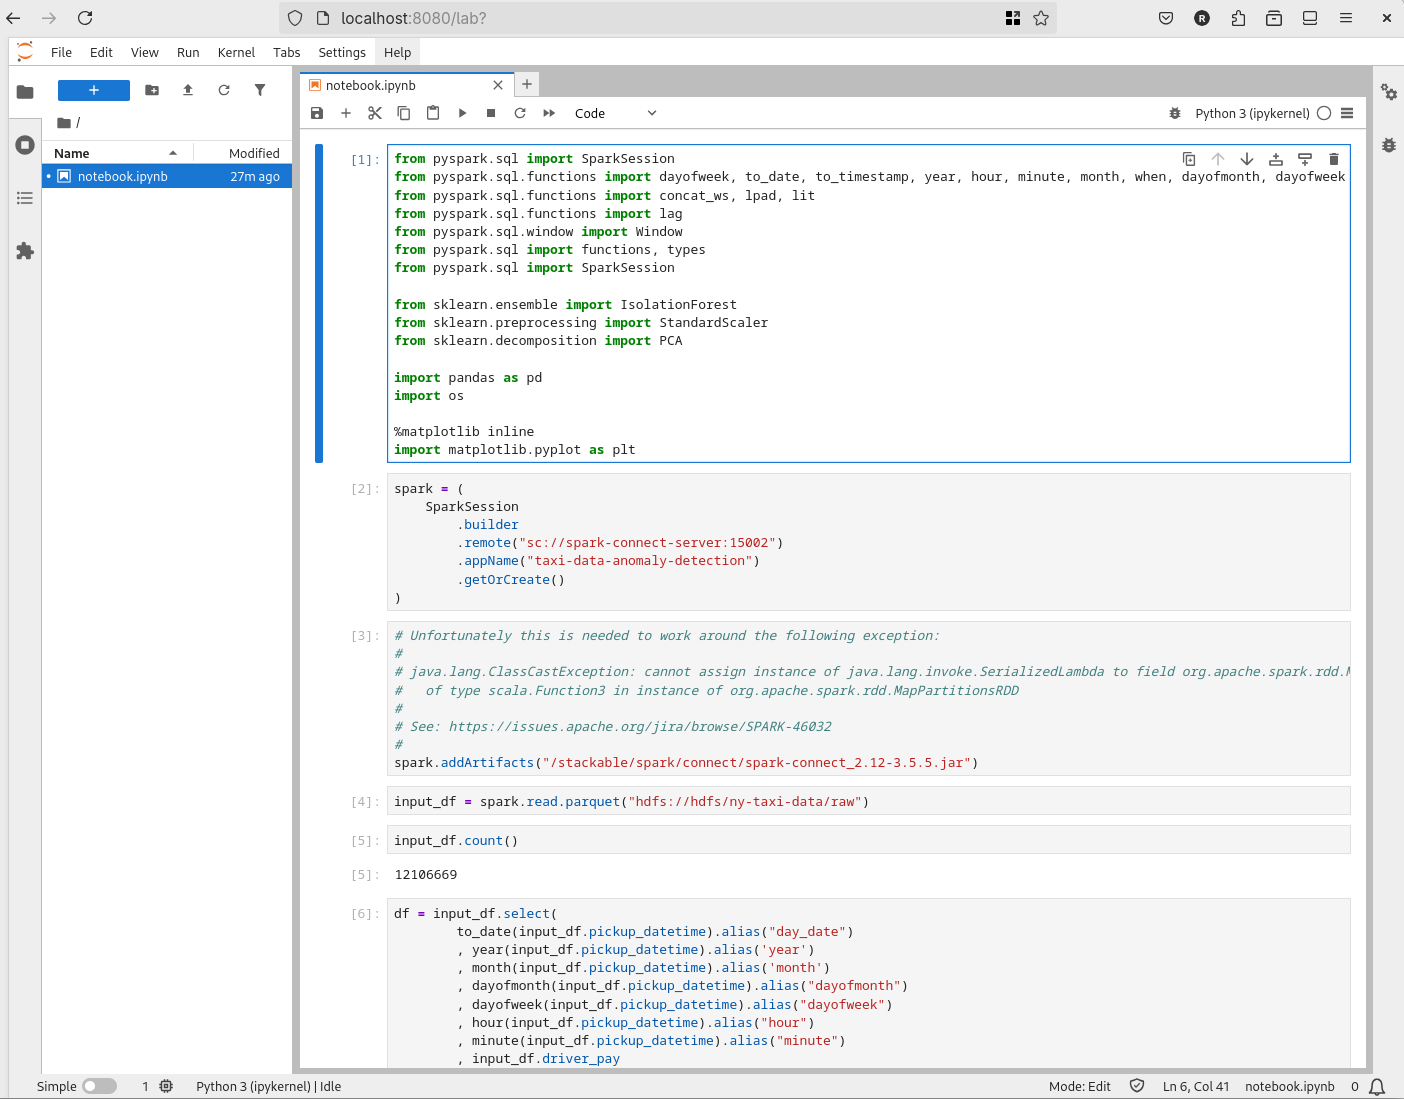 localhost:8080/lab?
R
File Edit View Run Kernel Tabs Settings Help
+
/
Name Modified
notebook.ipynb 27m ago
notebook.ipynb
Code
Python 3 (ipykernel)
[1]:
from pyspark.sql import SparkSession
from pyspark.sql.functions import dayofweek, to_date, to_timestamp, year, hour, minute, month, when, dayofmonth, dayofweek
from pyspark.sql.functions import concat_ws, lpad, lit
from pyspark.sql.functions import lag
from pyspark.sql.window import Window
from pyspark.sql import functions, types
from pyspark.sql import SparkSession
from sklearn.ensemble import IsolationForest
from sklearn.preprocessing import StandardScaler
from sklearn.decomposition import PCA
import pandas as pd
import os
%matplotlib inline
import matplotlib.pyplot as plt
[2]:
spark = (
SparkSession
.builder
.remote("sc://spark-connect-server:15002")
.appName("taxi-data-anomaly-detection")
.getOrCreate()
)
[3]:
# Unfortunately this is needed to work around the following exception:
#
# java.lang.ClassCastException: cannot assign instance of java.lang.invoke.SerializedLambda to field org.apache.spark.rdd.M
#   of type scala.Function3 in instance of org.apache.spark.rdd.MapPartitionsRDD
#
# See: https://issues.apache.org/jira/browse/SPARK-46032
#
spark.addArtifacts("/stackable/spark/connect/spark-connect_2.12-3.5.5.jar")
[4]:
input_df = spark.read.parquet("hdfs://hdfs/ny-taxi-data/raw")
[5]:
input_df.count()
[5]:
12106669
[6]:
df = input_df.select(
to_date(input_df.pickup_datetime).alias("day_date")
, year(input_df.pickup_datetime).alias('year')
, month(input_df.pickup_datetime).alias('month')
, dayofmonth(input_df.pickup_datetime).alias("dayofmonth")
, dayofweek(input_df.pickup_datetime).alias("dayofweek")
, hour(input_df.pickup_datetime).alias("hour")
, minute(input_df.pickup_datetime).alias("minute")
, input_df.driver_pay
Simple 1 Python 3 (ipykernel) | Idle Mode: Edit Ln 6, Col 41 notebook.ipynb 0